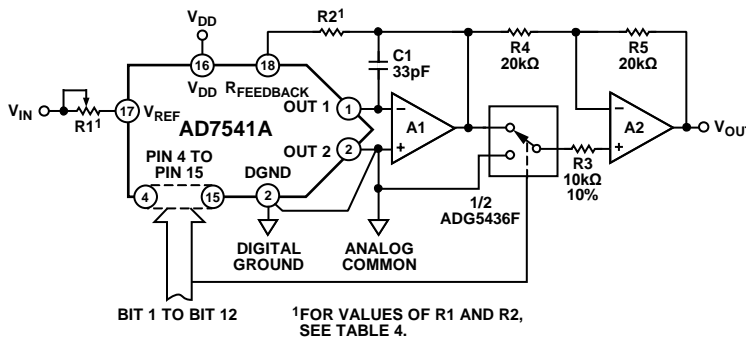 VDD
R2¹
C1
33pF
R4
20kΩ
R5
20kΩ
16
VDD
18
RFEEDBACK
VIN
R1¹
17
VREF
AD7541A
OUT 1
1
−
A1
+
−
A2
+
VOUT
OUT 2
2
PIN 4 TO
PIN 15
DGND
4
15
2
R3
10kΩ
10%
1/2
ADG5436F
DIGITAL
GROUND
ANALOG
COMMON
BIT 1 TO BIT 12
¹FOR VALUES OF R1 AND R2,
SEE TABLE 4.